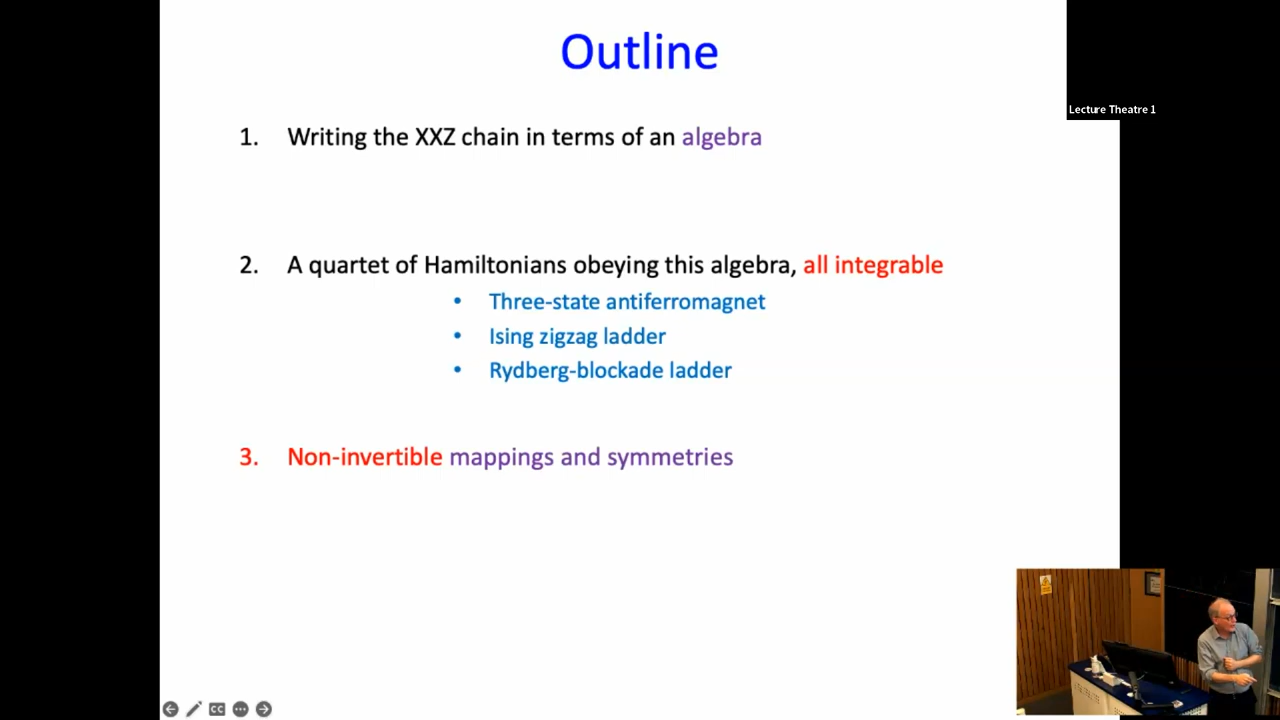 Outline
Lecture Theatre 1
1. Writing the XXZ chain in terms of an algebra
2. A quartet of Hamiltonians obeying this algebra, all integrable
• Three-state antiferromagnet
• Ising zigzag ladder
• Rydberg-blockade ladder
3. Non-invertible mappings and symmetries
CC